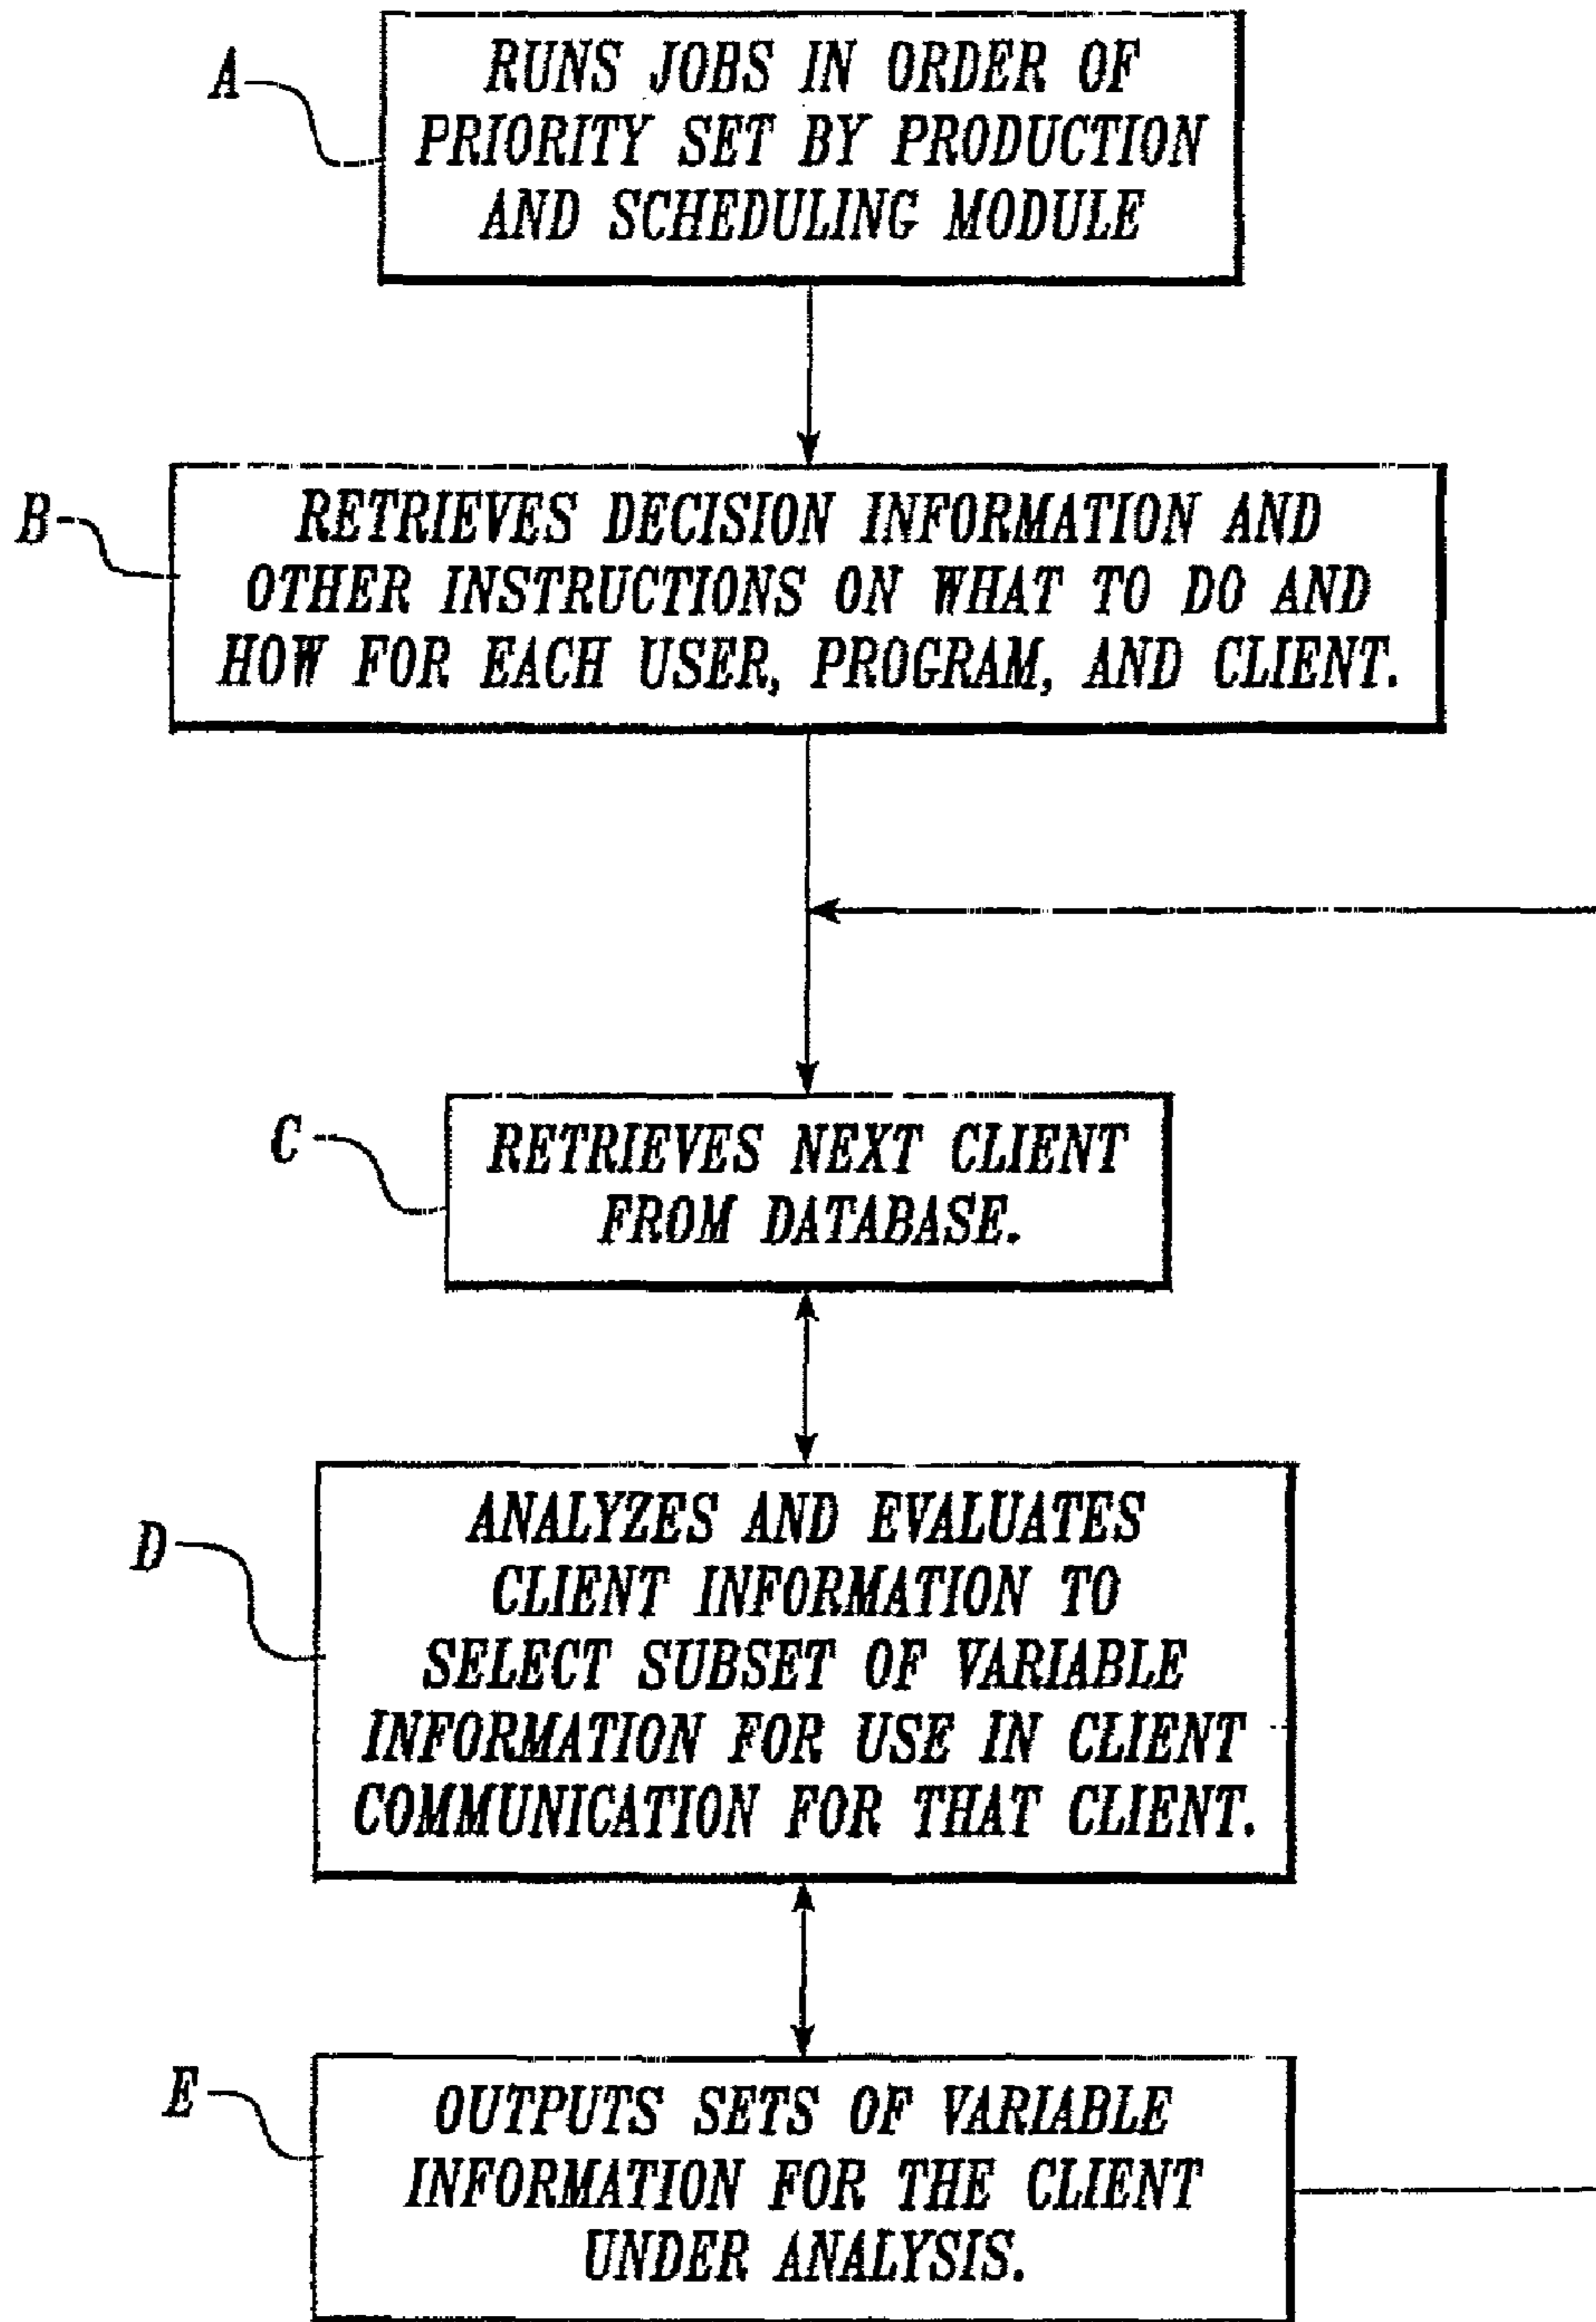 A
RUNS JOBS IN ORDER OF
PRIORITY SET BY PRODUCTION
AND SCHEDULING MODULE
B
RETRIEVES DECISION INFORMATION AND
OTHER INSTRUCTIONS ON WHAT TO DO AND
HOW FOR EACH USER, PROGRAM, AND CLIENT.
C
RETRIEVES NEXT CLIENT
FROM DATABASE.
D
ANALYZES AND EVALUATES
CLIENT INFORMATION TO
SELECT SUBSET OF VARIABLE
INFORMATION FOR USE IN CLIENT
COMMUNICATION FOR THAT CLIENT.
E
OUTPUTS SETS OF VARIABLE
INFORMATION FOR THE CLIENT
UNDER ANALYSIS.